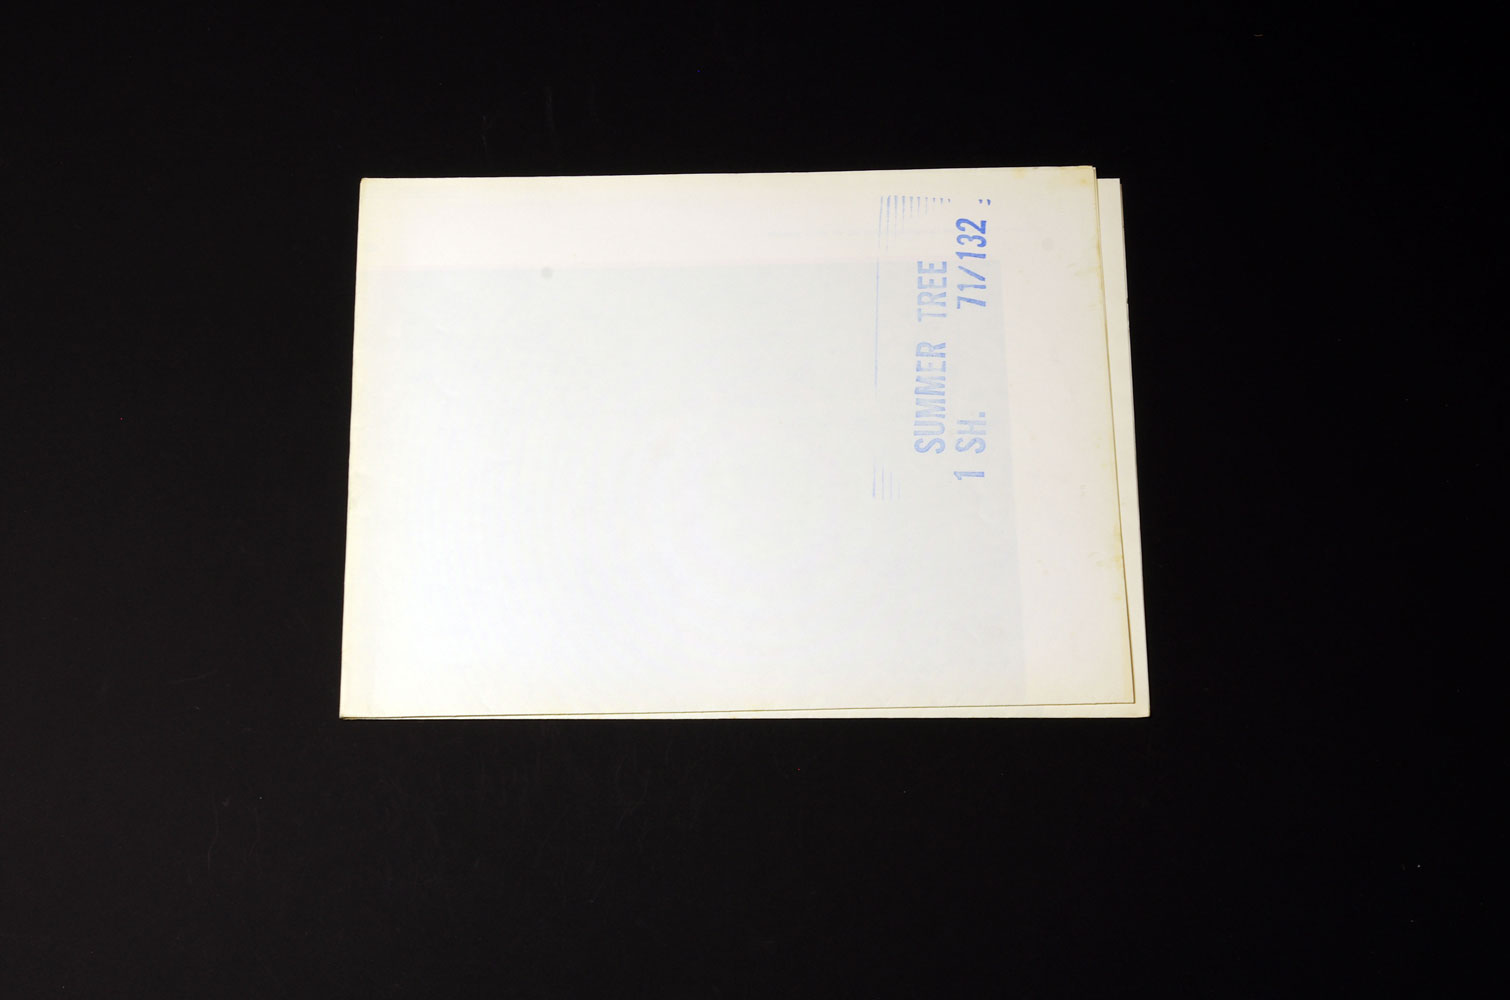 SUMMER TREE
1 SH. 71/132